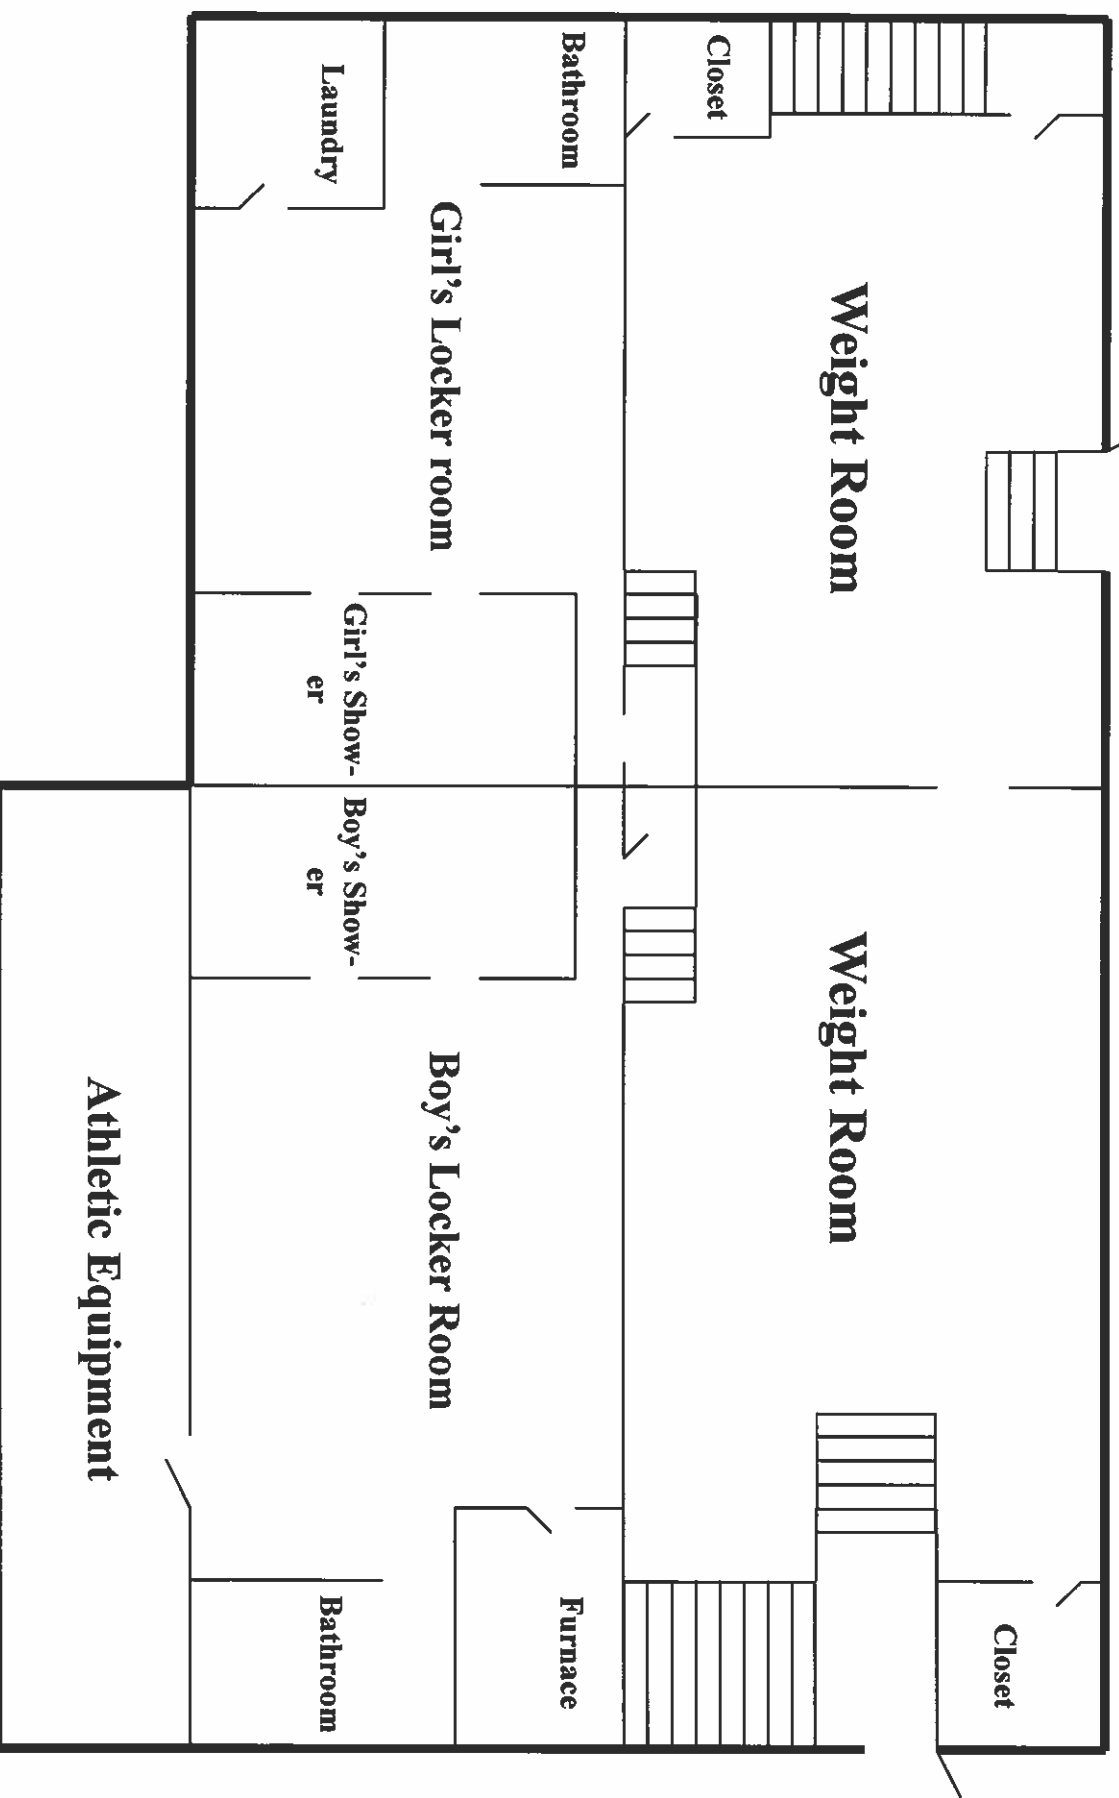 Closet
Bathroom
Laundry
Weight Room
Girl's Locker room
Girl's Show-
er
Boy's Show-
er
Weight Room
Boy's Locker Room
Athletic Equipment
Closet
Furnace
Bathroom